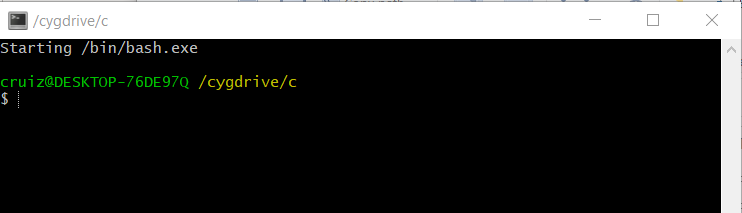 /cygdrive/c
Starting /bin/bash.exe
cruiz@DESKTOP-76DE97Q /cygdrive/c
$